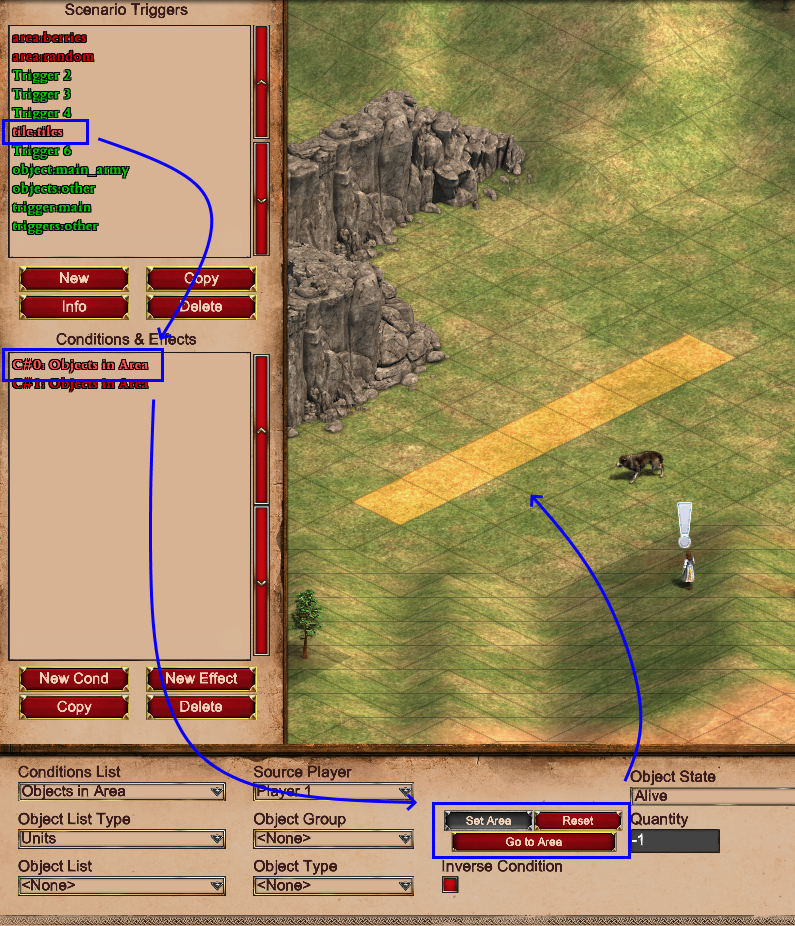 Scenario Triggers
area:berries
area:random
Trigger 2
Trigger 3
Trigger 4
tile:tiles
Trigger 6
object:main_army
objects:other
trigger:main
triggers:other
New Copy
Info Delete
Conditions & Effects
C#0: Objects in Area
C#1: Objects in Area
New Cond New Effect
Copy Delete
Conditions List Source Player Object State
Objects in Area Player 1 Alive
Set Area Reset
Object List Type Object Group Quantity
Units <None> Go to Area -1
Object List Object Type Inverse Condition
<None> <None>